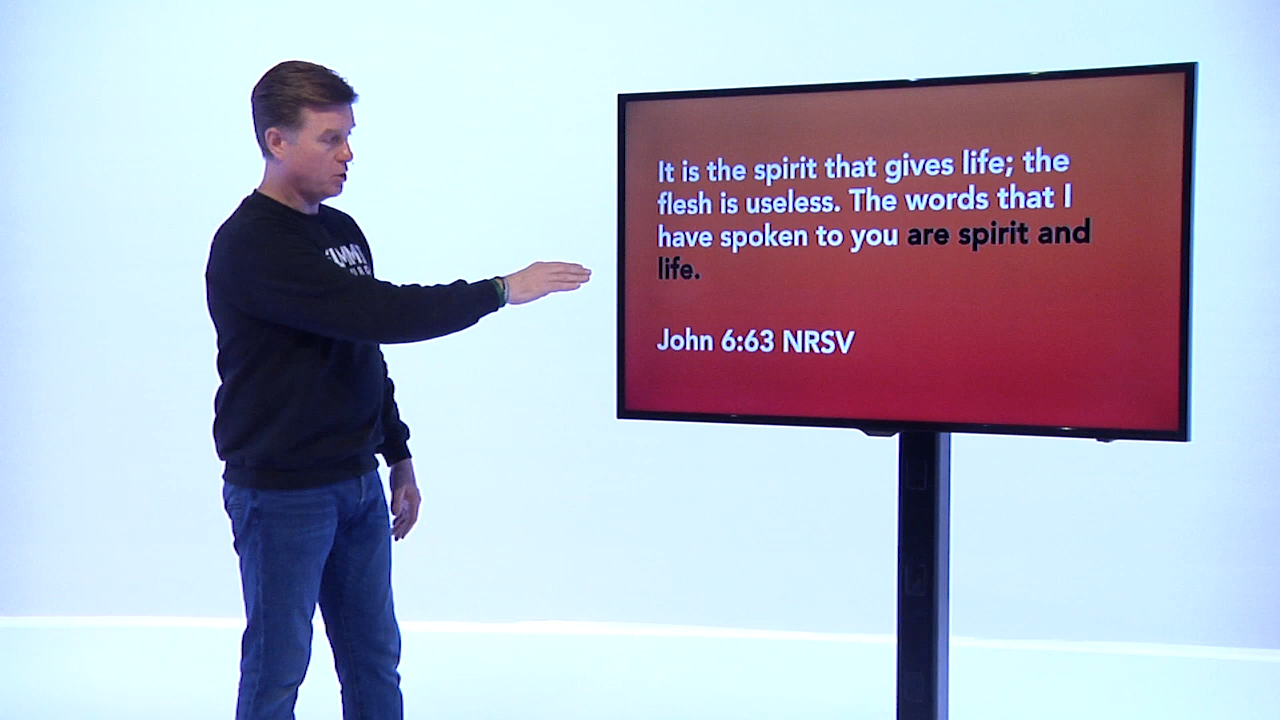 It is the spirit that gives life; the
flesh is useless. The words that I
have spoken to you are spirit and
life.
John 6:63 NRSV